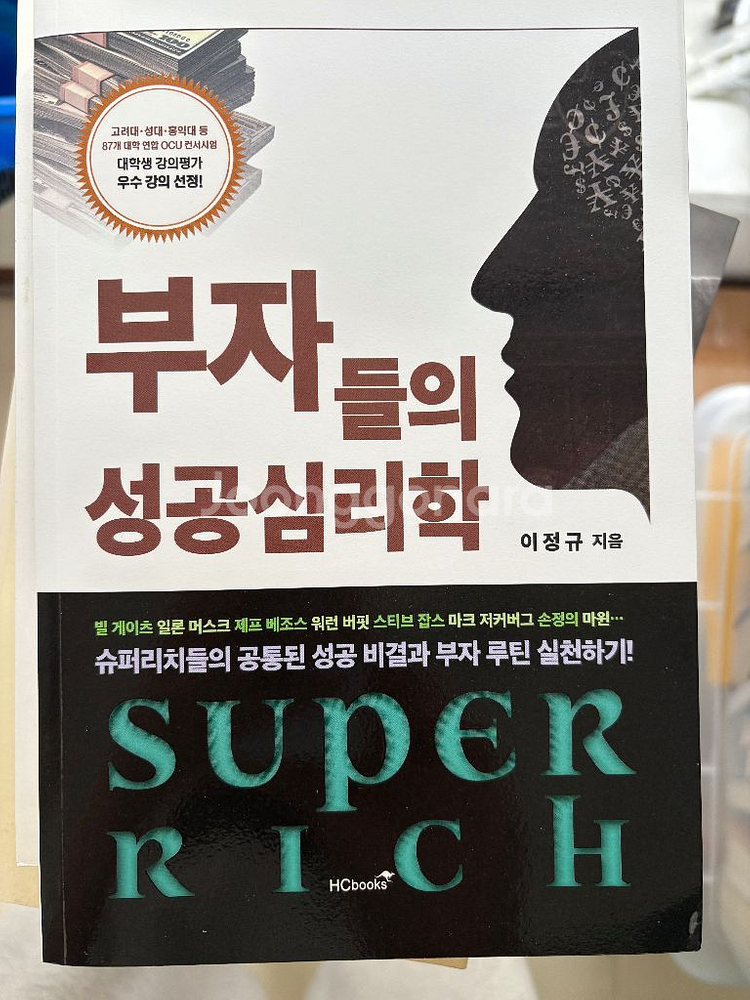 고려대·성대·홍익대 등
87개 대학 연합 OCU 컨서시엄
대학생 강의평가
우수 강의 선정!
부자들의
성공심리학
Joonggonara
이정규 지음
빌 게이츠 일론 머스크 제프 베조스 워런 버핏 스티브 잡스 마크 저커버그 손정의 마윈…
슈퍼리치들의 공통된 성공 비결과 부자 루틴 실천하기!
SUPER
RICH
HCbooks